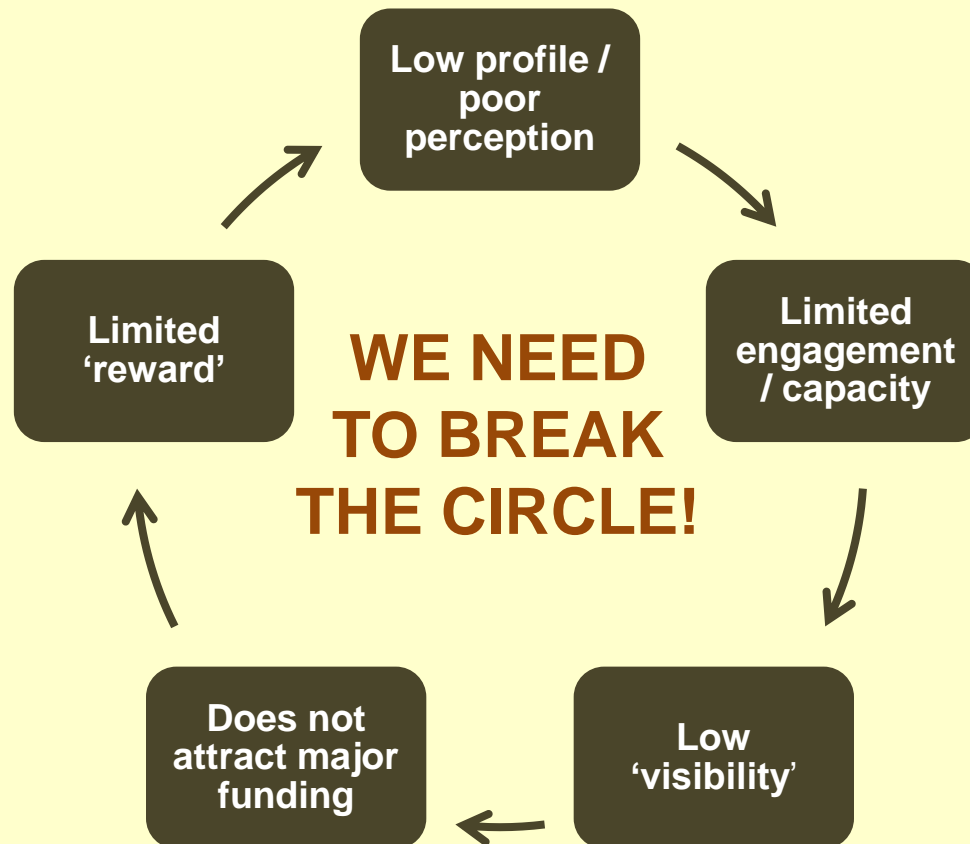 Low profile /
poor
perception
Limited
engagement
/ capacity
Low
‘visibility’
Does not
attract major
funding
Limited
‘reward’
WE NEED
TO BREAK
THE CIRCLE!